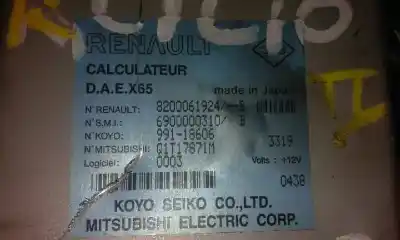 RENAULT
CALCULATEUR
D.A.E.X65
made in Japan
N° RENAULT: 8200061924/--B
N° S.M.I.: 6900000310/ B
N° KOYO: 991-18606
3319
N° MITSUBISHI: Q1T17871M
Volts : +12V
Logiciel: 0003
0438
KOYO SEIKO CO.,LTD.
MITSUBISHI ELECTRIC CORP.